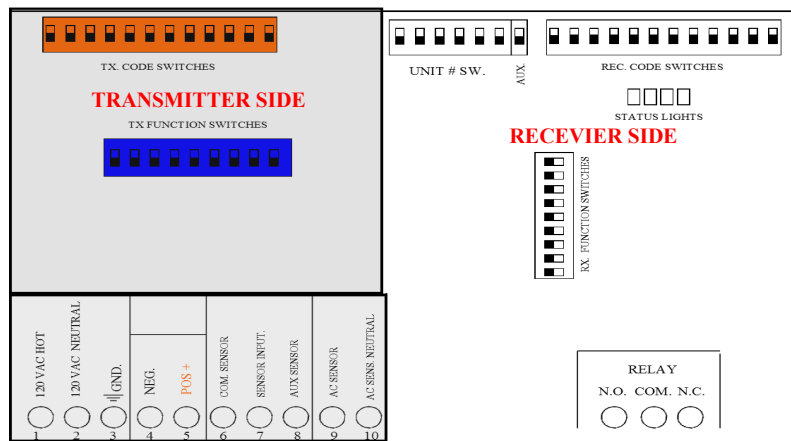 TX. CODE SWITCHES
TRANSMITTER SIDE
TX FUNCTION SWITCHES
UNIT # SW.
AUX.
REC. CODE SWITCHES
STATUS LIGHTS
RECEVIER SIDE
RX. FUNCTION SWITCHES
120 VAC HOT
120 VAC NEUTRAL
GND.
NEG.
POS +
COM. SENSOR
SENSOR INPUT.
AUX SENSOR
AC SENSOR
AC SENS. NEUTRAL
1 2 3 4 5 6 7 8 9 10
RELAY
N.O. COM. N.C.